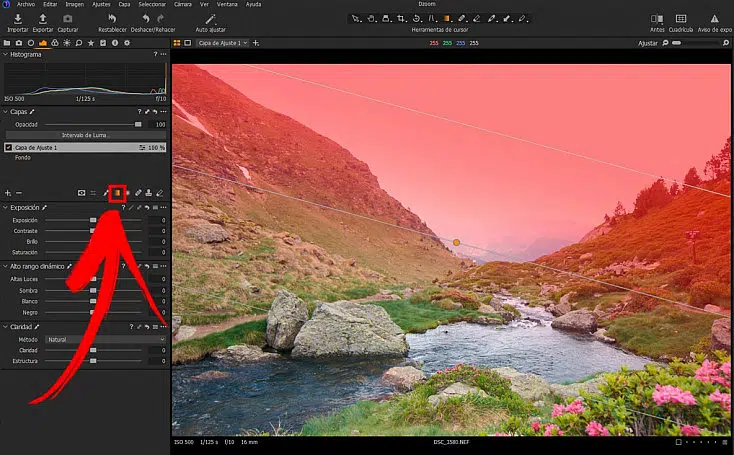 Archivo Editar Imagen Ajustes Capa Seleccionar Cámara Ver Ventana Ayuda
Dzoom
Importar Exportar Capturar Restablecer Deshacer/Rehacer Auto ajustar Herramientas de cursor Antes Cuadrícula Aviso de expo
Capa de Ajuste 1
255 255 255 255
Ajustar
Histograma
ISO 500 1/125 s f/10
Capas
Opacidad 100
Intervalo de Luma...
Capa de Ajuste 1 100 %
Fondo
Exposición
Exposición 0
Contraste 0
Brillo 0
Saturación 0
Alto rango dinámico
Altas Luces 0
Sombra 0
Blanco 0
Negro 0
Claridad
Método Natural
Claridad 0
Estructura 0
ISO 500 1/125 s f/10 16 mm DSC_3580.NEF